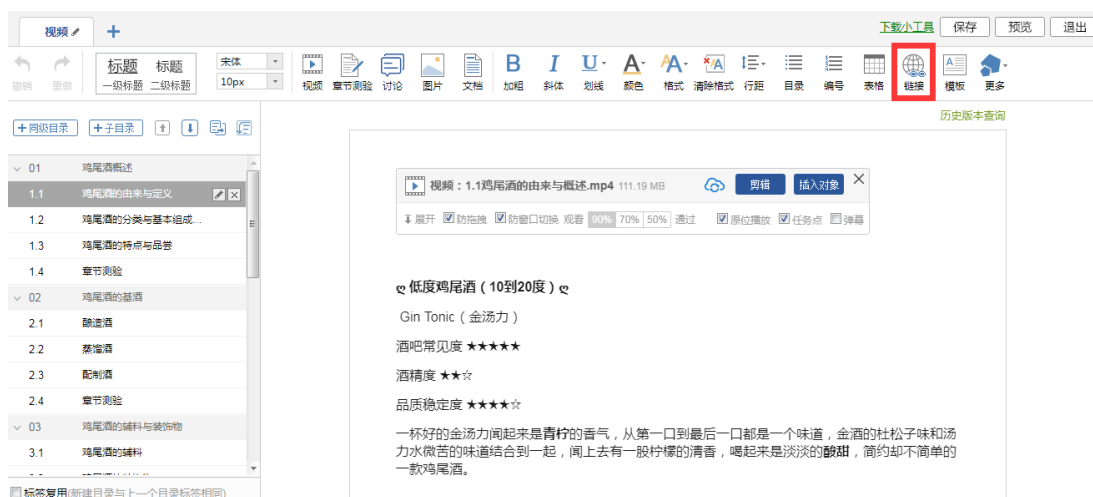 视频 +
下载小工具 保存 预览 退出
标题 标题 宋体
撤销 重做 一级标题 二级标题 10px 视频 章节测验 讨论 图片 文档 B 加粗 I 斜体 U 划线 A 颜色 A 格式 A 清除格式 行距 目录 编号 表格 链接 模板 更多
历史版本查询
+同级目录 +子目录
01 鸡尾酒概述
1.1 鸡尾酒的由来与定义
1.2 鸡尾酒的分类与基本组成...
1.3 鸡尾酒的特点与品尝
1.4 章节测验
02 鸡尾酒的基酒
2.1 酿造酒
2.2 蒸馏酒
2.3 配制酒
2.4 章节测验
03 鸡尾酒的辅料与装饰物
3.1 鸡尾酒的辅料
标签复用(新建目录与上一个目录标签相同)
视频：1.1鸡尾酒的由来与概述.mp4 111.19 MB 剪辑 插入对象
展开 防拖拽 防窗口切换 观看 90% 70% 50% 通过 原位播放 任务点 弹幕
ღ 低度鸡尾酒（10到20度）ღ
Gin Tonic（金汤力）
酒吧常见度 ★★★★★
酒精度 ★★☆
品质稳定度 ★★★★☆
一杯好的金汤力闻起来是青柠的香气，从第一口到最后一口都是一个味道，金酒的杜松子味和汤
力水微苦的味道结合到一起，闻上去有一股柠檬的清香，喝起来是淡淡的酸甜，简约却不简单的
一款鸡尾酒。